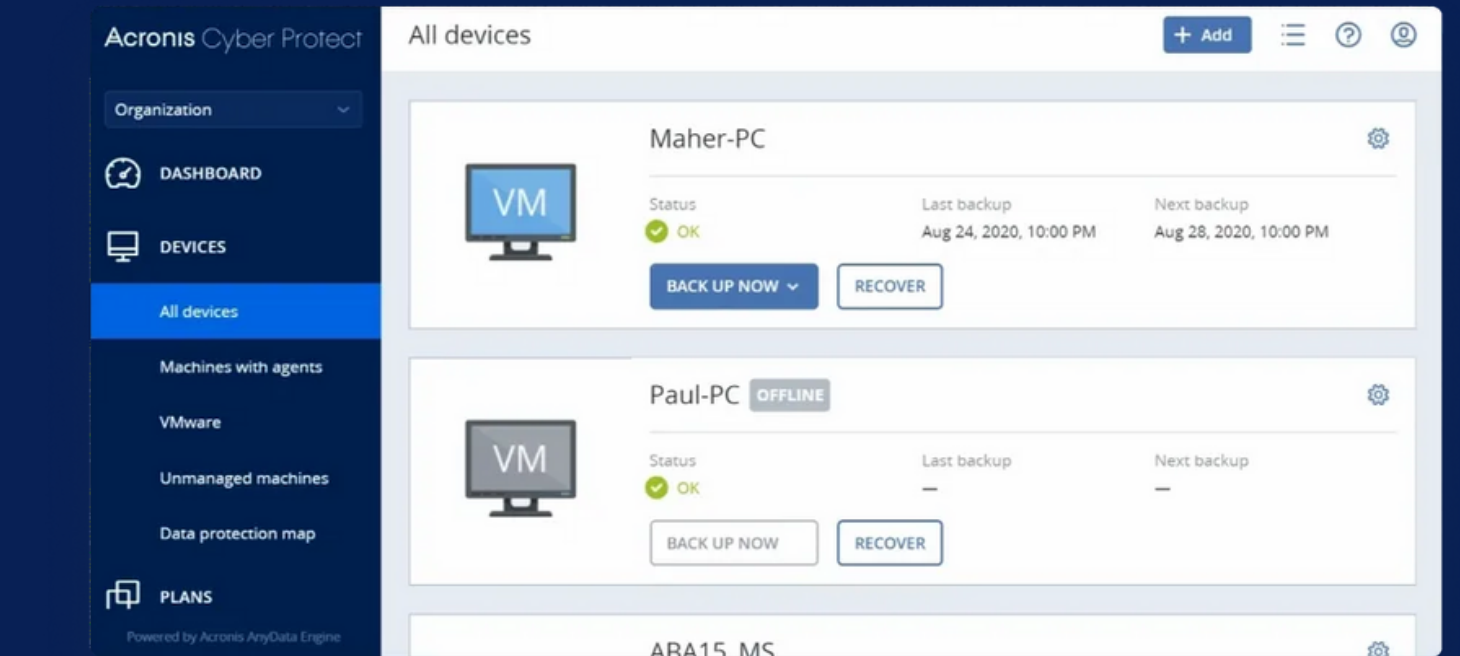 Acronis Cyber Protect
Organization
DASHBOARD
DEVICES
All devices
Machines with agents
VMware
Unmanaged machines
Data protection map
PLANS
Powered by Acronis AnyData Engine
All devices
+ Add
Maher-PC
VM
Status
Last backup
Next backup
OK
Aug 24, 2020, 10:00 PM
Aug 28, 2020, 10:00 PM
BACK UP NOW
RECOVER
Paul-PC OFFLINE
VM
Status
Last backup
Next backup
OK
—
—
BACK UP NOW
RECOVER
ABA15_MS